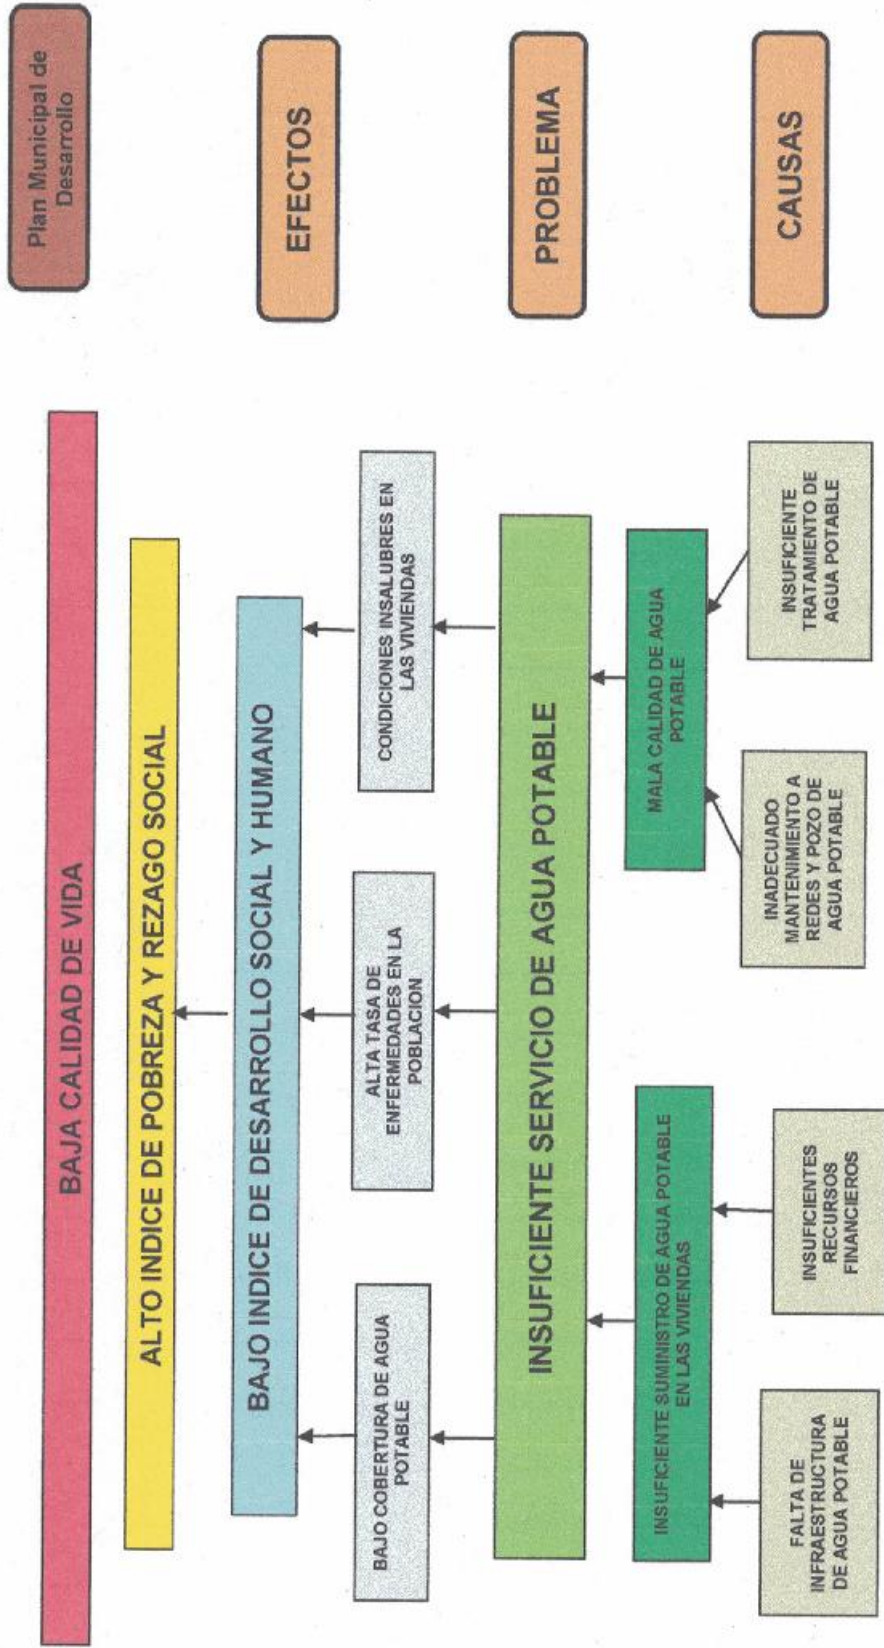 Plan Municipal de
Desarrollo
BAJA CALIDAD DE VIDA
ALTO INDICE DE POBREZA Y REZAGO SOCIAL
EFECTOS
BAJO INDICE DE DESARROLLO SOCIAL Y HUMANO
BAJO COBERTURA DE AGUA
POTABLE
ALTA TASA DE
ENFERMEDADES EN LA
POBLACION
CONDICIONES INSALUBRES EN
LAS VIVIENDAS
PROBLEMA
INSUFICIENTE SERVICIO DE AGUA POTABLE
INSUFICIENTE SUMINISTRO DE AGUA POTABLE
EN LAS VIVIENDAS
MALA CALIDAD DE AGUA
POTABLE
CAUSAS
FALTA DE
INFRAESTRUCTURA
DE AGUA POTABLE
INSUFICIENTES
RECURSOS
FINANCIEROS
INADECUADO
MANTENIMIENTO A
REDES Y POZO DE
AGUA POTABLE
INSUFICIENTE
TRATAMIENTO DE
AGUA POTABLE